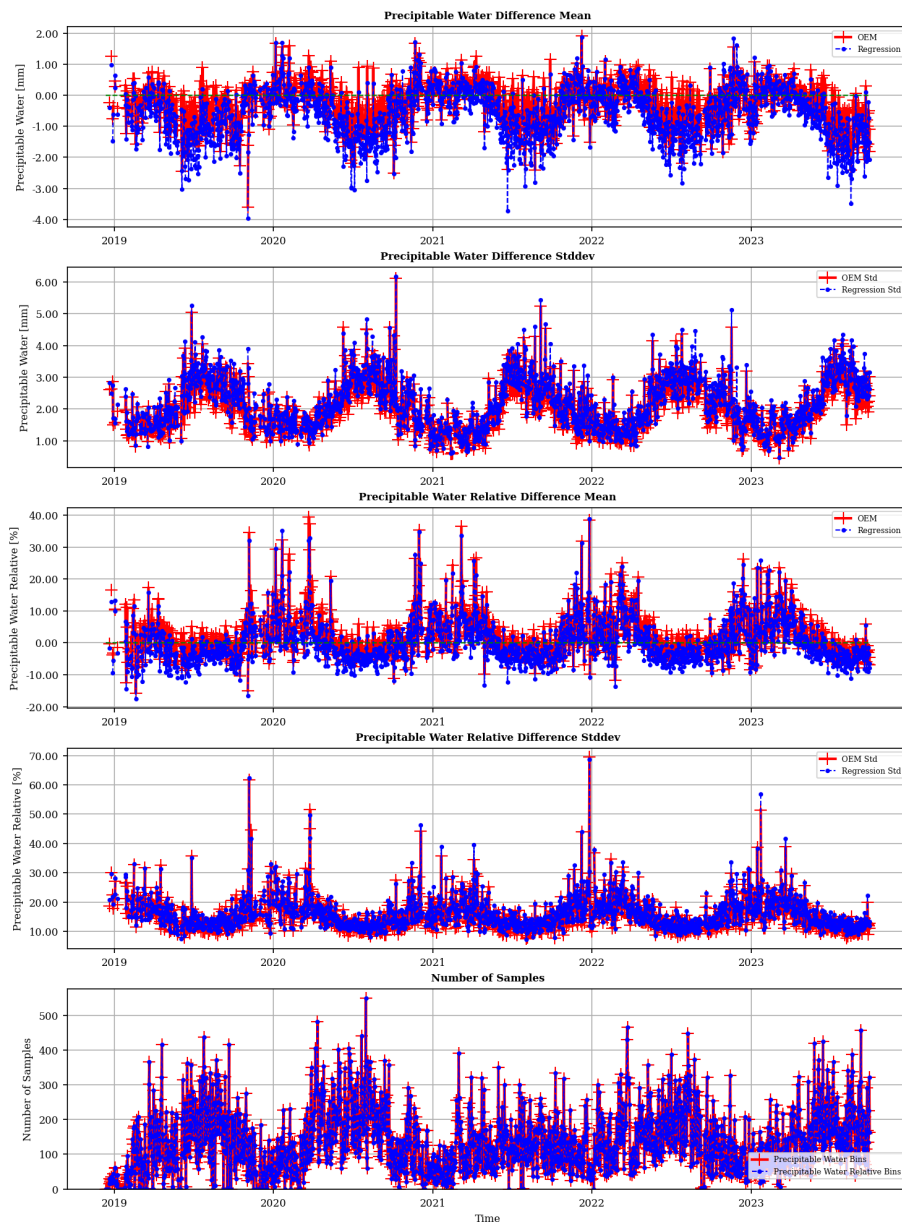 Precipitable Water Difference Mean
Precipitable Water [mm]
2.00
1.00
0.00
-1.00
-2.00
-3.00
-4.00
OEM
Regression
2019 2020 2021 2022 2023
Precipitable Water Difference Stddev
Precipitable Water [mm]
6.00
5.00
4.00
3.00
2.00
1.00
OEM Std
Regression Std
2019 2020 2021 2022 2023
Precipitable Water Relative Difference Mean
Precipitable Water Relative [%]
40.00
30.00
20.00
10.00
0.00
-10.00
-20.00
OEM
Regression
2019 2020 2021 2022 2023
Precipitable Water Relative Difference Stddev
Precipitable Water Relative [%]
70.00
60.00
50.00
40.00
30.00
20.00
10.00
OEM Std
Regression Std
2019 2020 2021 2022 2023
Number of Samples
Number of Samples
500
400
300
200
100
0
Precipitable Water Bins
Precipitable Water Relative Bins
2019 2020 2021 2022 2023
Time